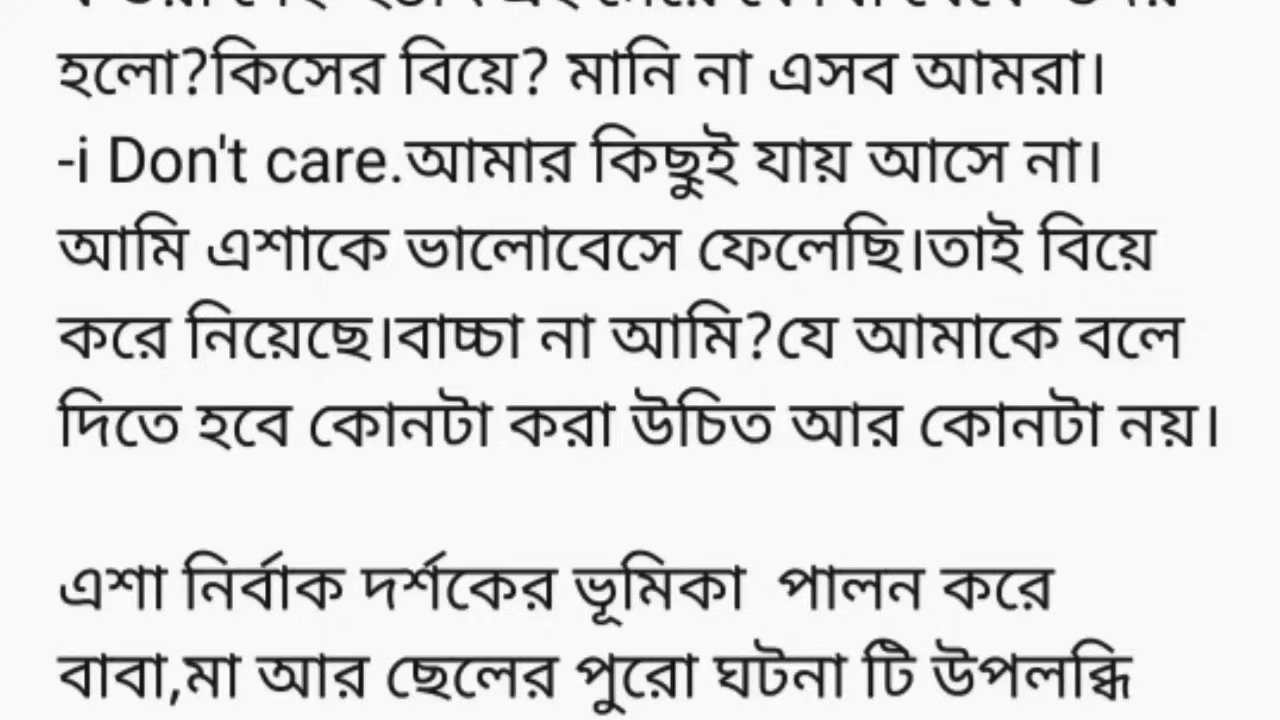 হলো?কিসের বিয়ে? মানি না এসব আমরা।
-i Don't care.আমার কিছুই যায় আসে না।
আমি এশাকে ভালোবেসে ফেলেছি।তাই বিয়ে
করে নিয়েছে।বাচ্চা না আমি?যে আমাকে বলে
দিতে হবে কোনটা করা উচিত আর কোনটা নয়।
এশা নির্বাক দর্শকের ভূমিকা পালন করে
বাবা,মা আর ছেলের পুরো ঘটনা টি উপলব্ধি